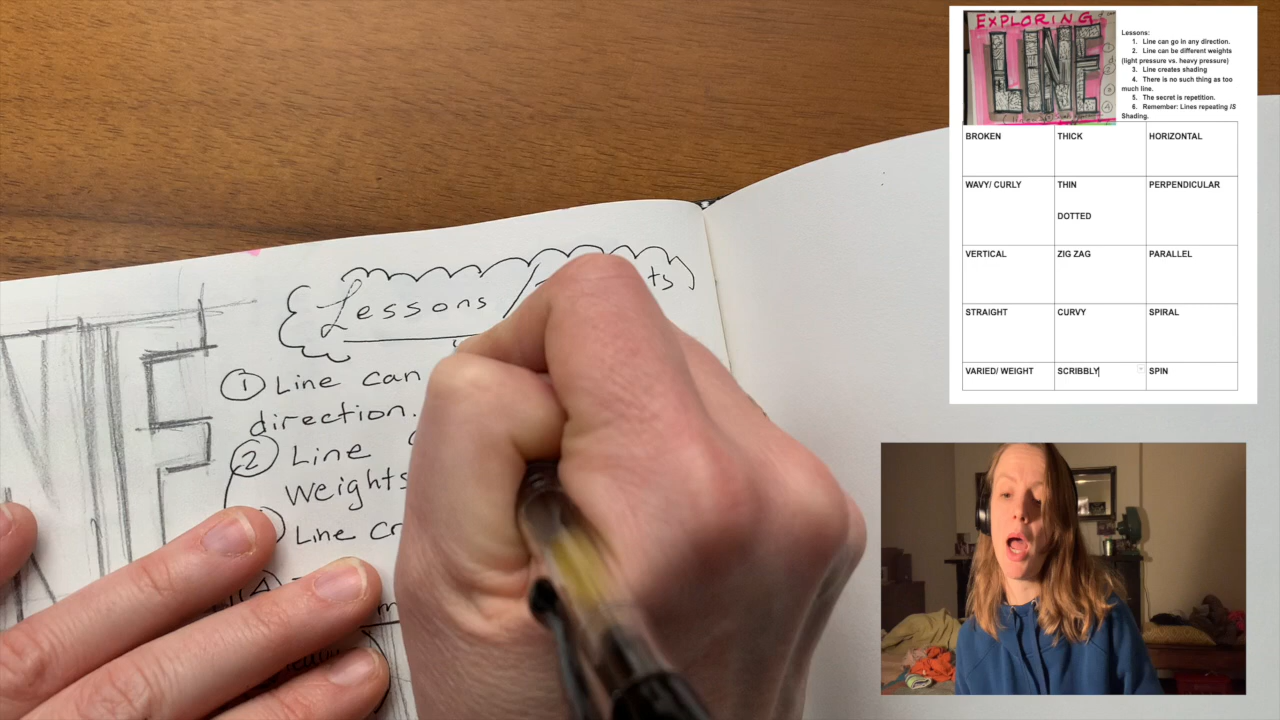 Lessons /
① Line can
direction.
② Line
Weights
Line cr
EXPLORING
LINE
Lessons:
1. Line can go in any direction.
2. Line can be different weights
(light pressure vs. heavy pressure)
3. Line creates shading
4. There is no such thing as too
much line.
5. The secret is repetition.
6. Remember: Lines repeating IS
Shading.
BROKEN THICK HORIZONTAL
WAVY/ CURLY THIN PERPENDICULAR
DOTTED
VERTICAL ZIG ZAG PARALLEL
STRAIGHT CURVY SPIRAL
VARIED/ WEIGHT SCRIBBLY SPIN